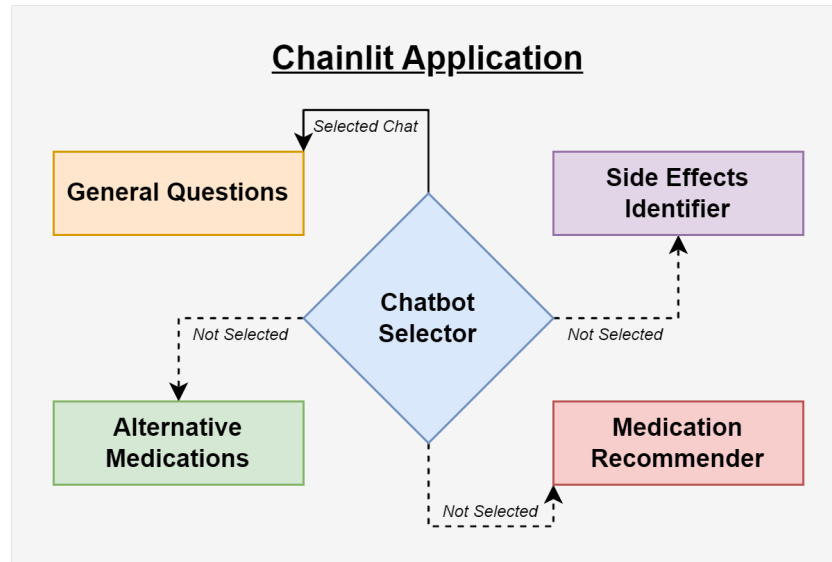 Chainlit Application
Selected Chat
General Questions
Side Effects
Identifier
Chatbot
Selector
Not Selected
Not Selected
Alternative
Medications
Medication
Recommender
Not Selected